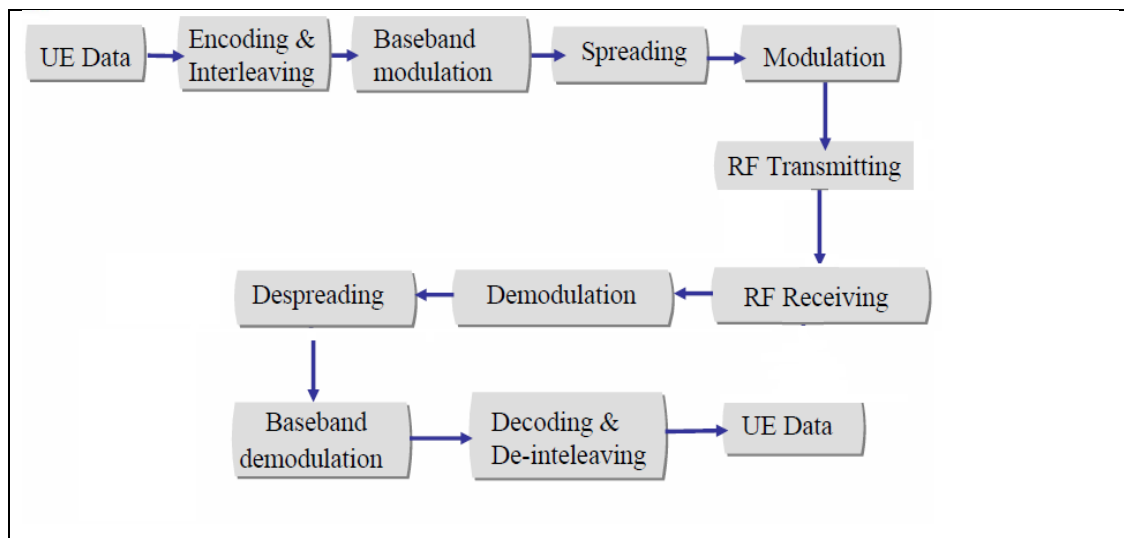 UE Data
Encoding &
Interleaving
Baseband
modulation
Spreading
Modulation
RF Transmitting
RF Receiving
Demodulation
Despreading
Baseband
demodulation
Decoding &
De-inteleaving
UE Data